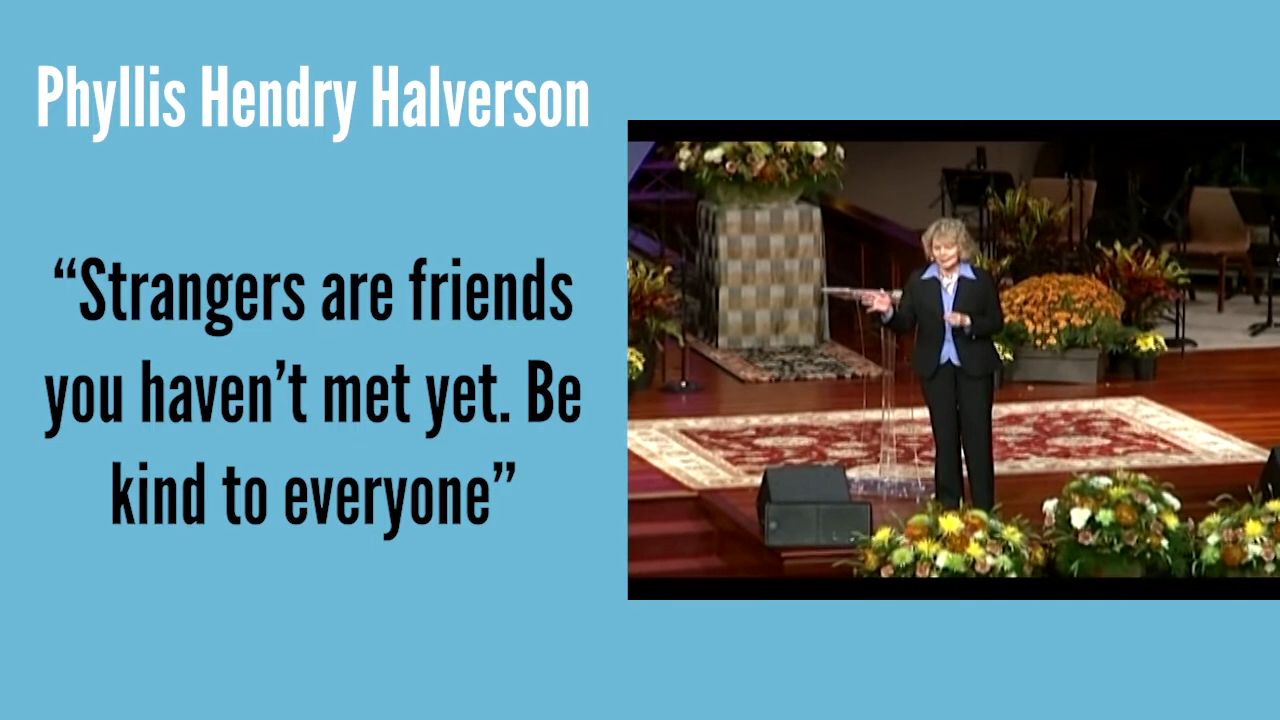 Phyllis Hendry Halverson
“Strangers are friends
you haven’t met yet. Be
kind to everyone”